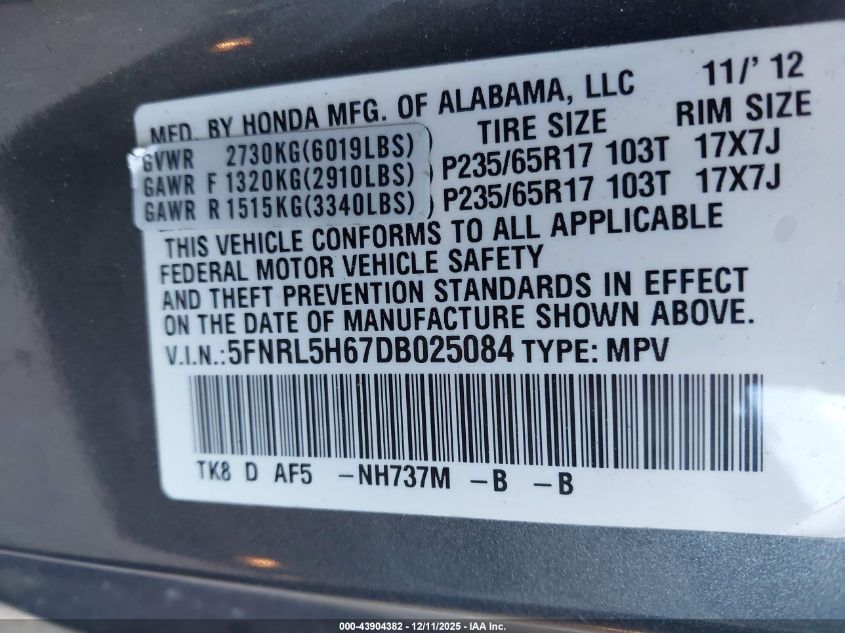 MFD. BY HONDA MFG. OF ALABAMA, LLC 11/' 12
TIRE SIZE RIM SIZE
GVWR 2730KG(6019LBS)
GAWR F 1320KG(2910LBS) P235/65R17 103T 17X7J
GAWR R 1515KG(3340LBS) P235/65R17 103T 17X7J
THIS VEHICLE CONFORMS TO ALL APPLICABLE
FEDERAL MOTOR VEHICLE SAFETY
AND THEFT PREVENTION STANDARDS IN EFFECT
ON THE DATE OF MANUFACTURE SHOWN ABOVE.
V.I.N.:5FNRL5H67DB025084 TYPE: MPV
TK8 D AF5 -NH737M -B -B
000-43904382 - 12/11/2025 - IAA Inc.